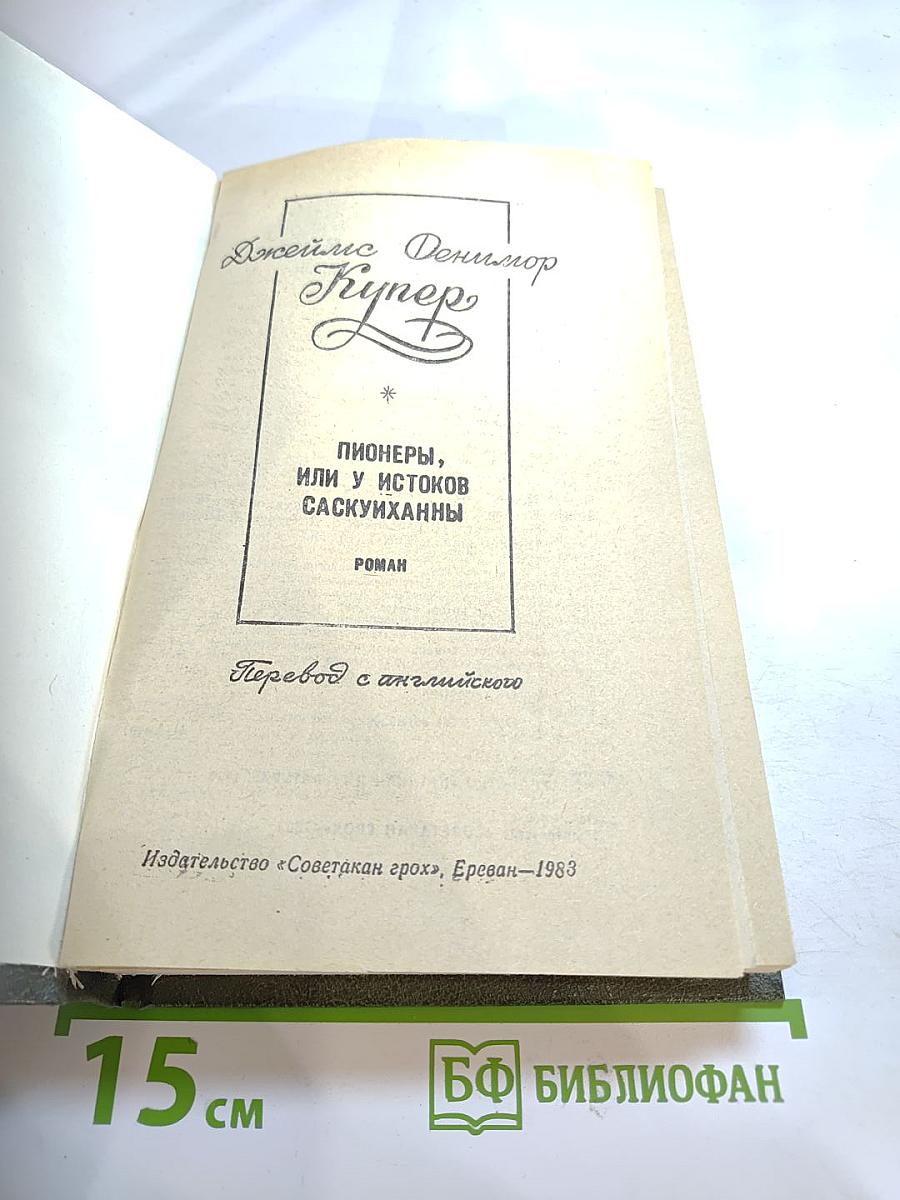 Джеймс Фенимор
Купер
*
ПИОНЕРЫ,
ИЛИ У ИСТОКОВ
САСКУИХАННЫ
РОМАН
Перевод с английского
Издательство «Советакан грох», Ереван—1983
15 см
БФ БИБЛИОФАН